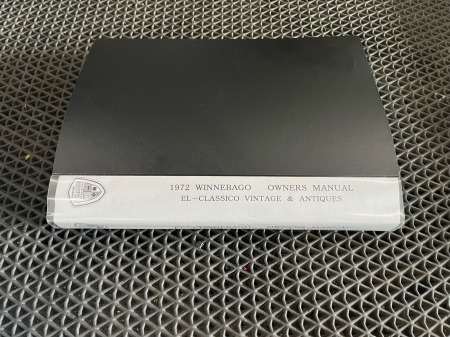 1972 WINNEBAGO OWNERS MANUAL
EL-CLASSICO VINTAGE & ANTIQUES